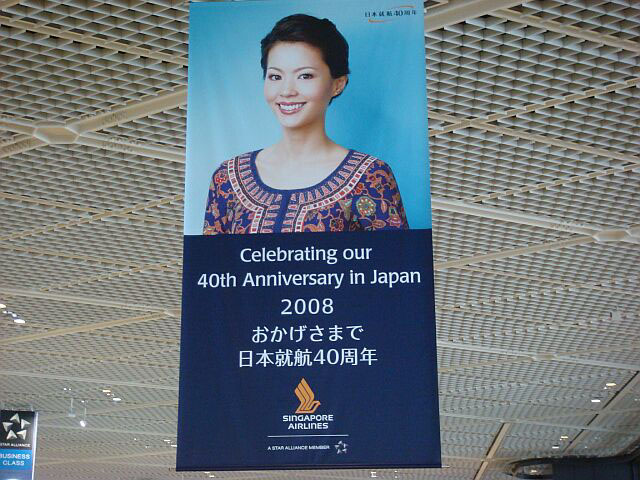 日本就航40周年
Celebrating our
40th Anniversary in Japan
2008
おかげさまで
日本就航40周年
SINGAPORE
AIRLINES
A STAR ALLIANCE MEMBER
STAR ALLIANCE
BUSINESS
CLASS